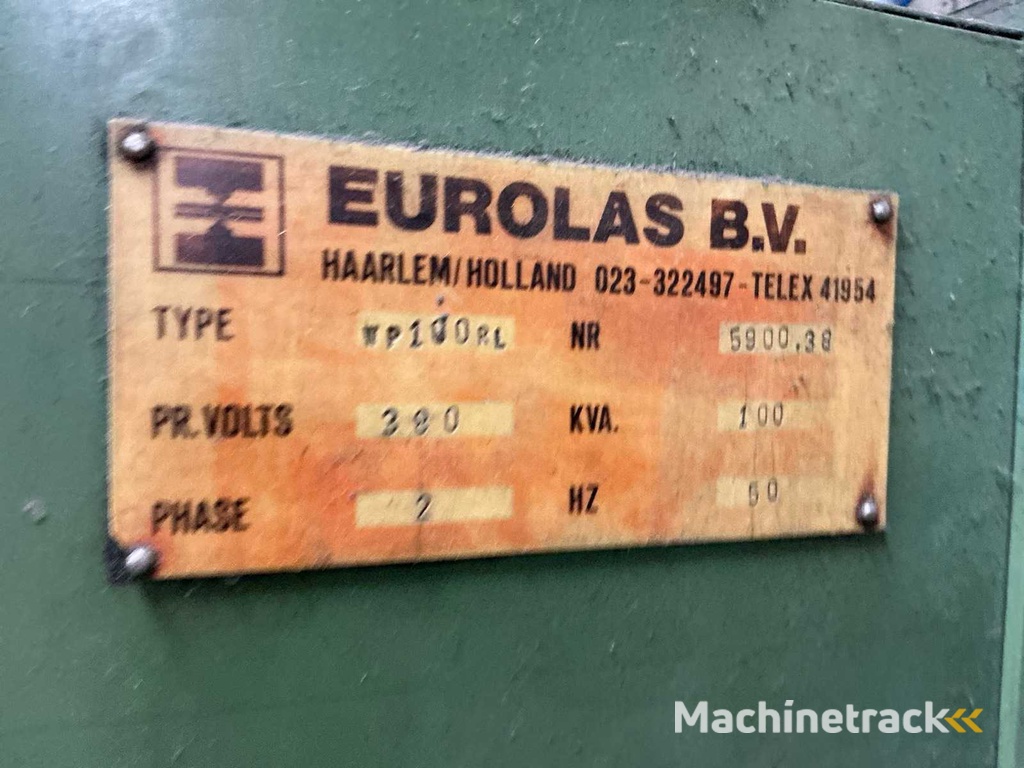 EUROLAS B.V.
HAARLEM/HOLLAND 023-322497-TELEX 41954
TYPE WP100RL NR 5900.38
PR.VOLTS 380 KVA. 100
PHASE 2 HZ 50
Machinetrack